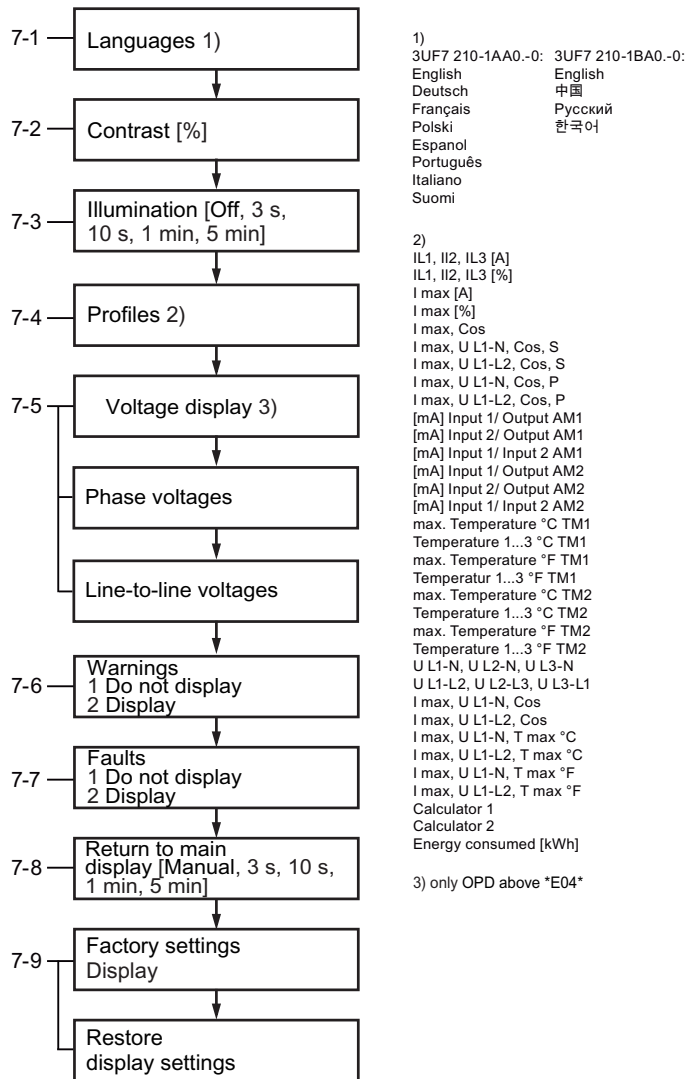 7-1
Languages 1)
7-2
Contrast [%]
7-3
Illumination [Off, 3 s,
10 s, 1 min, 5 min]
7-4
Profiles 2)
7-5
Voltage display 3)
Phase voltages
Line-to-line voltages
7-6
Warnings
1 Do not display
2 Display
7-7
Faults
1 Do not display
2 Display
7-8
Return to main
display [Manual, 3 s, 10 s,
1 min, 5 min]
7-9
Factory settings
Display
Restore
display settings
1)
3UF7 210-1AA0.-0:
English
Deutsch
Français
Polski
Espanol
Português
Italiano
Suomi
3UF7 210-1BA0.-0:
English
中国
Русский
한국어
2)
IL1, Il2, IL3 [A]
IL1, Il2, IL3 [%]
I max [A]
I max [%]
I max, Cos
I max, U L1-N, Cos, S
I max, U L1-L2, Cos, S
I max, U L1-N, Cos, P
I max, U L1-L2, Cos, P
[mA] Input 1/ Output AM1
[mA] Input 2/ Output AM1
[mA] Input 1/ Input 2 AM1
[mA] Input 1/ Output AM2
[mA] Input 2/ Output AM2
[mA] Input 1/ Input 2 AM2
max. Temperature °C TM1
Temperature 1...3 °C TM1
max. Temperature °F TM1
Temperatur 1...3 °F TM1
max. Temperature °C TM2
Temperature 1...3 °C TM2
max. Temperature °F TM2
Temperature 1...3 °F TM2
U L1-N, U L2-N, U L3-N
U L1-L2, U L2-L3, U L3-L1
I max, U L1-N, Cos
I max, U L1-L2, Cos
I max, U L1-N, T max °C
I max, U L1-L2, T max °C
I max, U L1-N, T max °F
I max, U L1-L2, T max °F
Calculator 1
Calculator 2
Energy consumed [kWh]
3) only OPD above *E04*